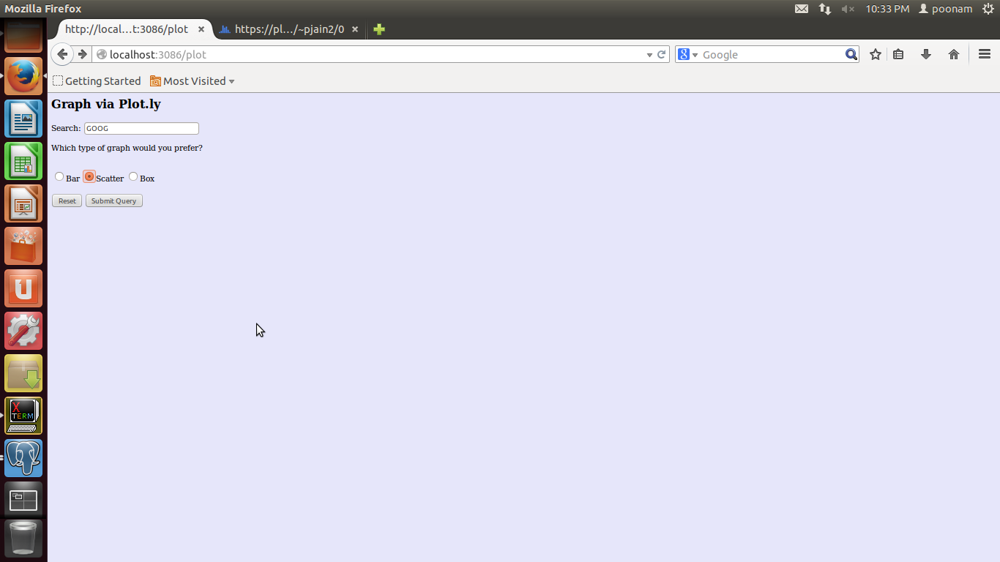 Mozilla Firefox 10:33 PM poonam
http://local...t:3086/plot https://pl.../~pjain2/0
localhost:3086/plot 8 Google
Getting Started Most Visited
Graph via Plot.ly
Search: GOOG
Which type of graph would you prefer?
Bar Scatter Box
Reset Submit Query
U
X
TERM